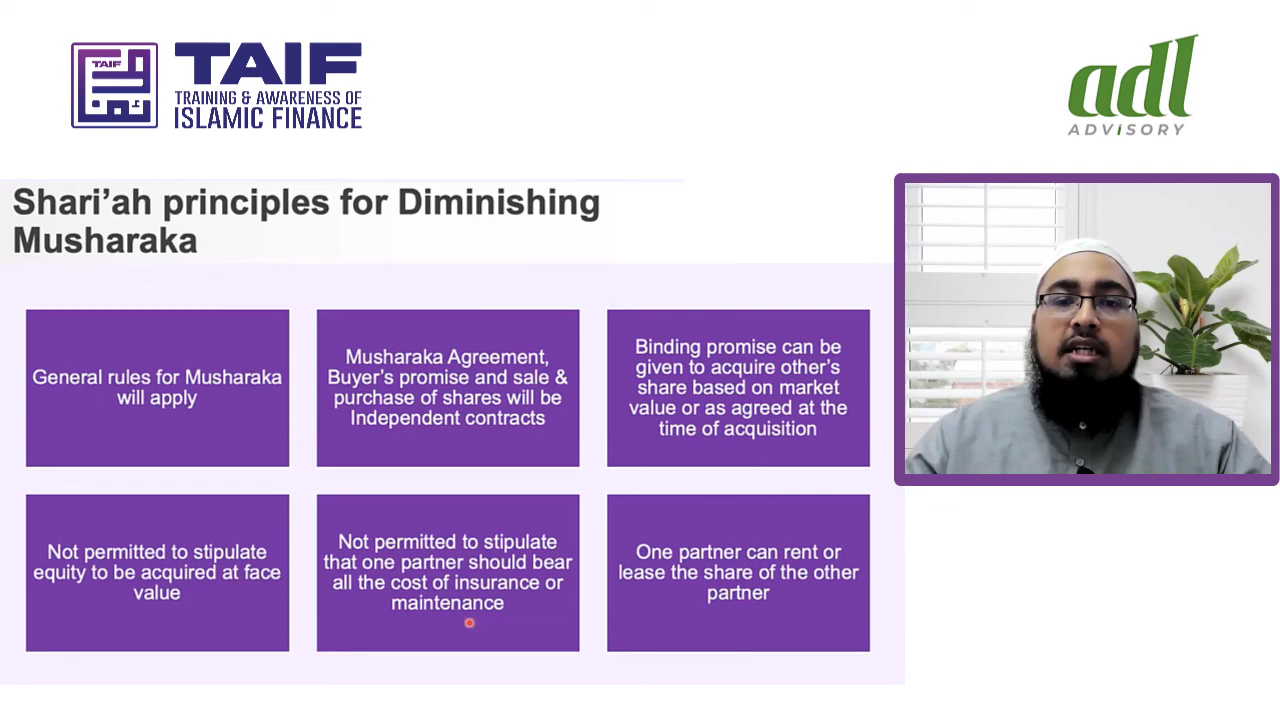 TAIF
TAIF
TRAINING & AWARENESS OF
ISLAMIC FINANCE
adl
ADViSORY
Shari’ah principles for Diminishing
Musharaka
General rules for Musharaka
will apply
Musharaka Agreement,
Buyer’s promise and sale &
purchase of shares will be
Independent contracts
Binding promise can be
given to acquire other’s
share based on market
value or as agreed at the
time of acquisition
Not permitted to stipulate
equity to be acquired at face
value
Not permitted to stipulate
that one partner should bear
all the cost of insurance or
maintenance
One partner can rent or
lease the share of the other
partner